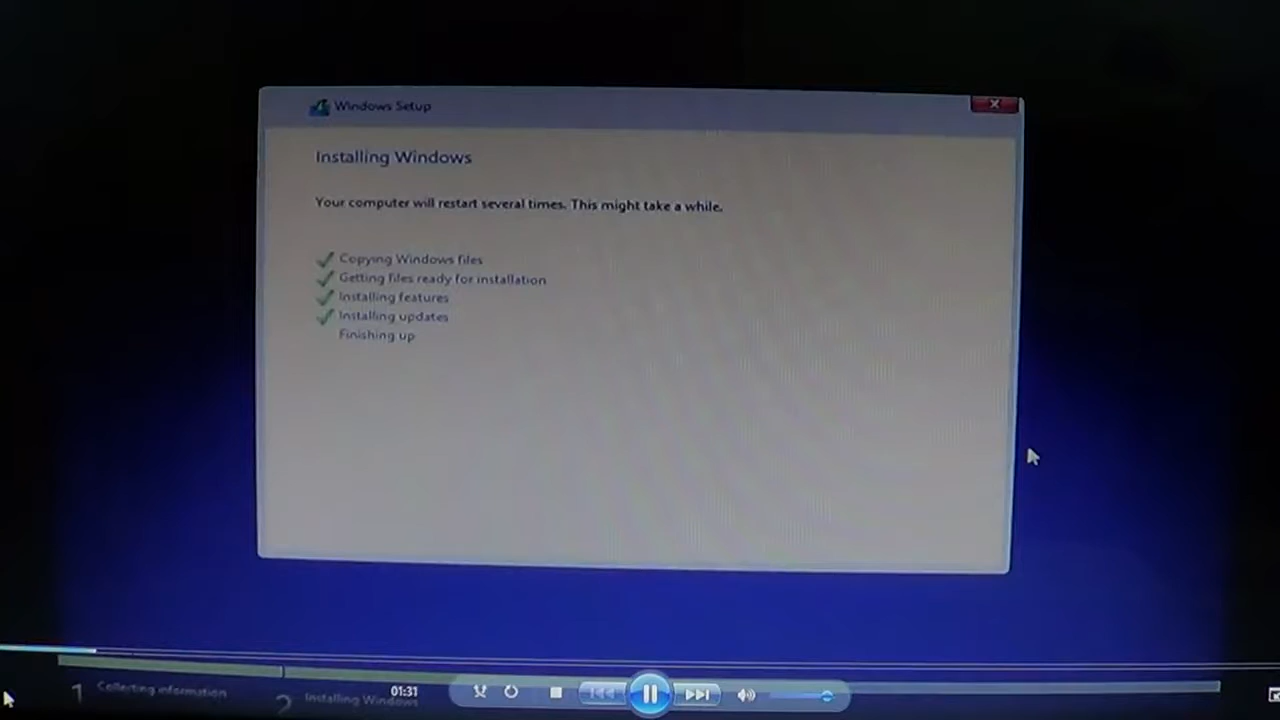 Windows Setup
Installing Windows
Your computer will restart several times. This might take a while.
Copying Windows files
Getting files ready for installation
Installing features
Installing updates
Finishing up
1 Collecting information
2 Installing Windows
01:31